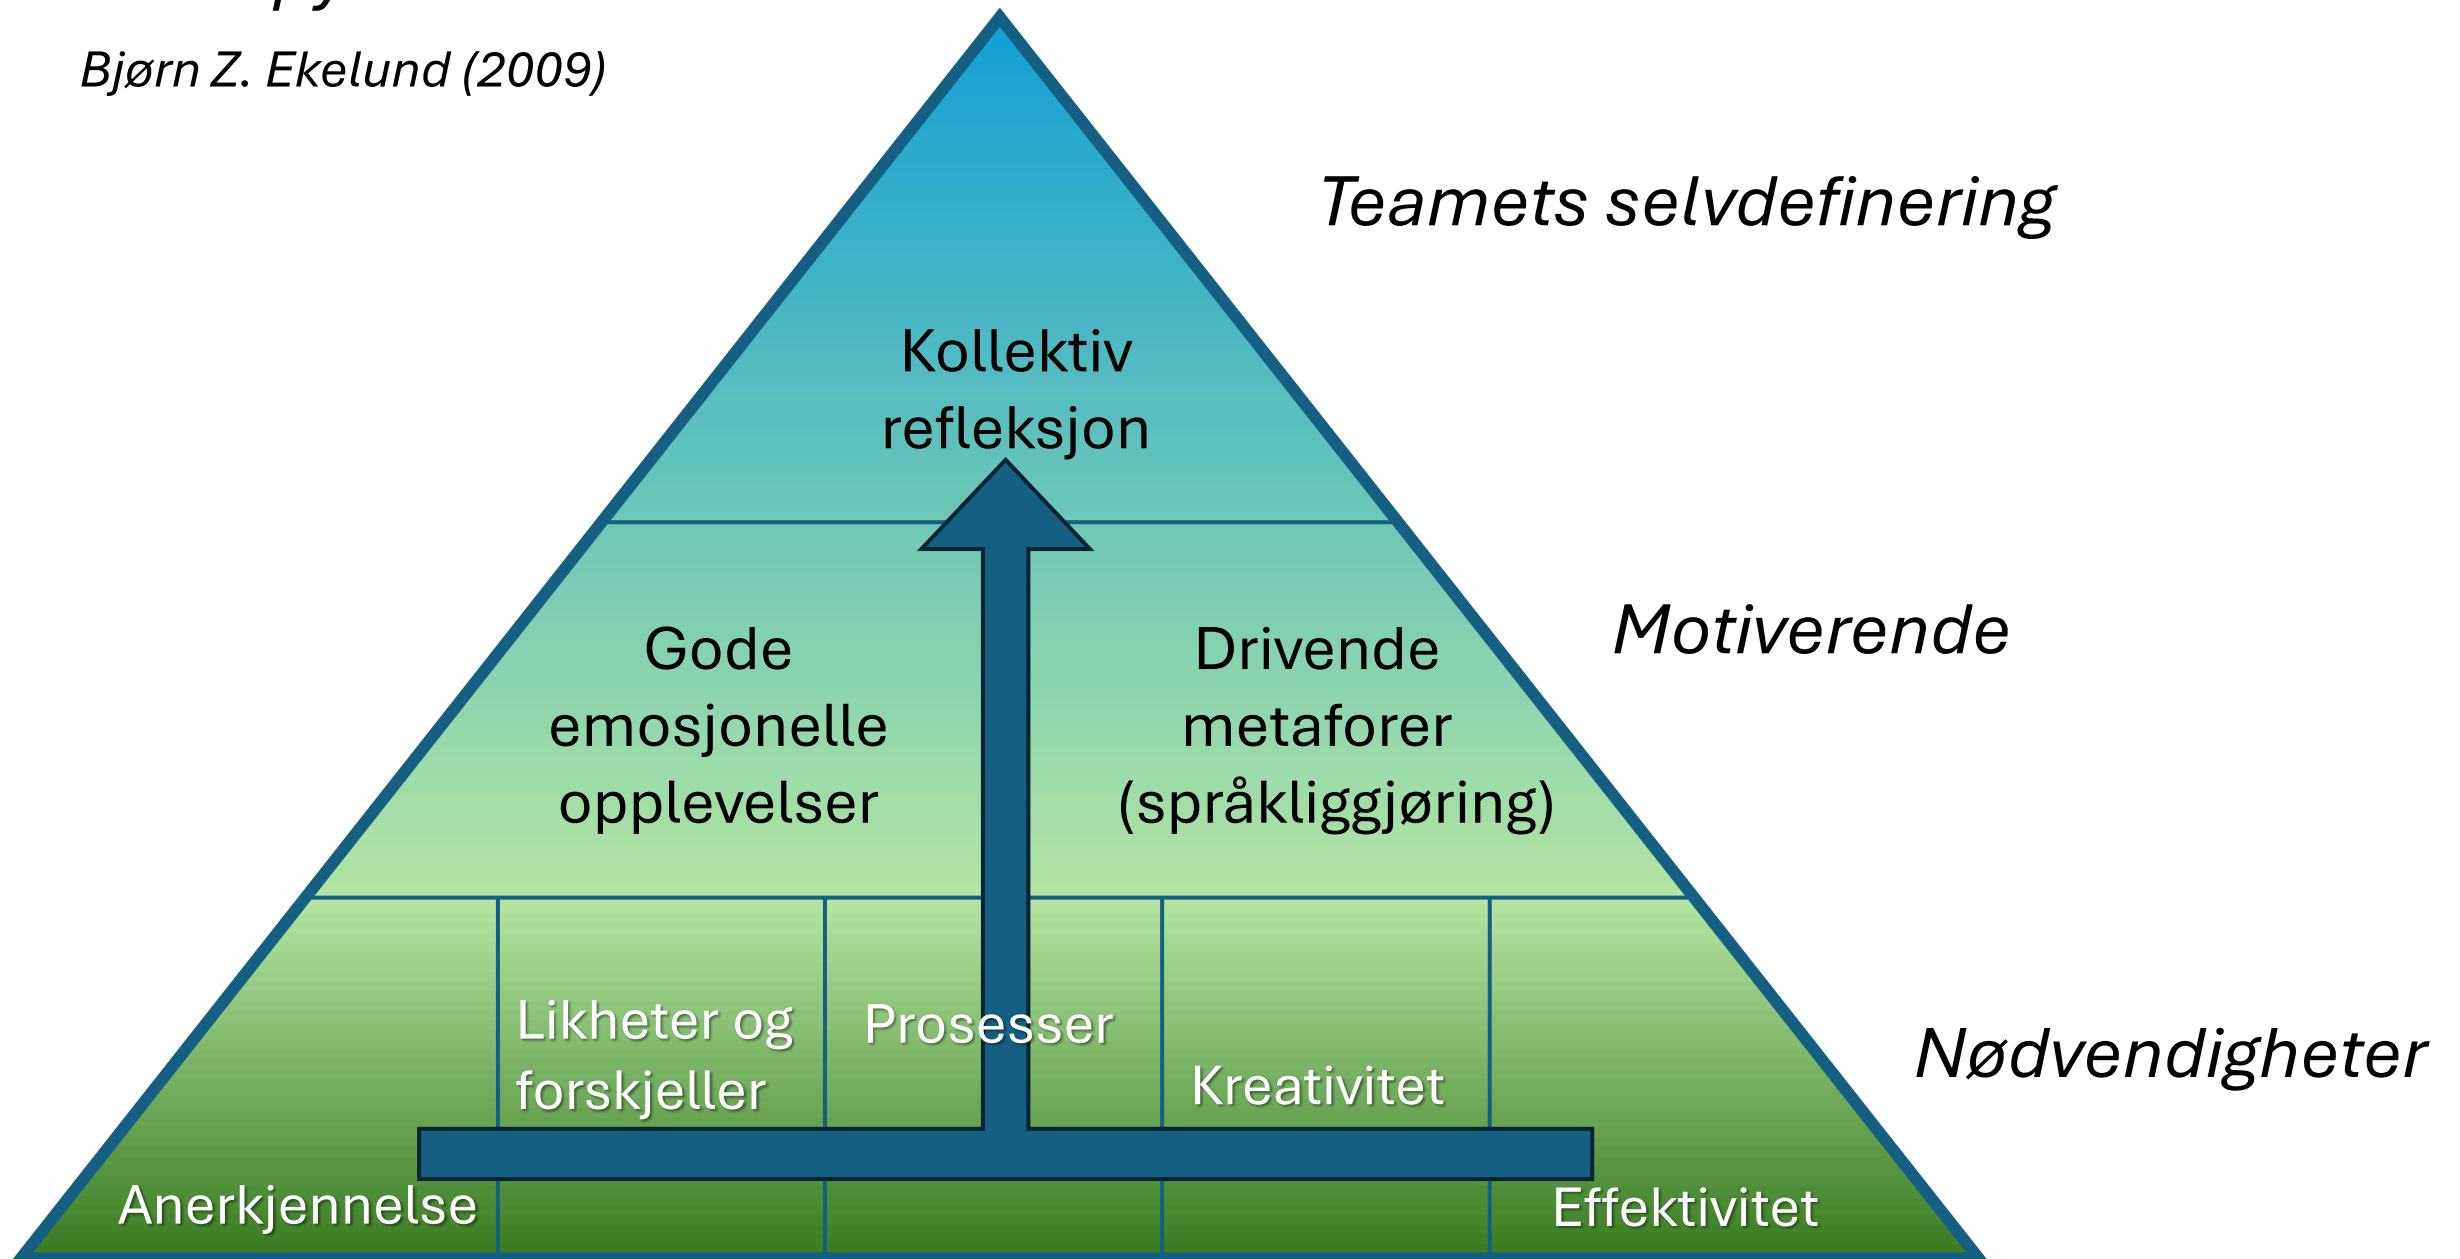 Bjørn Z. Ekelund (2009)
Teamets selvdefinering
Kollektiv
refleksjon
Motiverende
Gode
emosjonelle
opplevelser
Drivende
metaforer
(språkliggjøring)
Nødvendigheter
Anerkjennelse
Likheter og
forskjeller
Prosesser
Kreativitet
Effektivitet